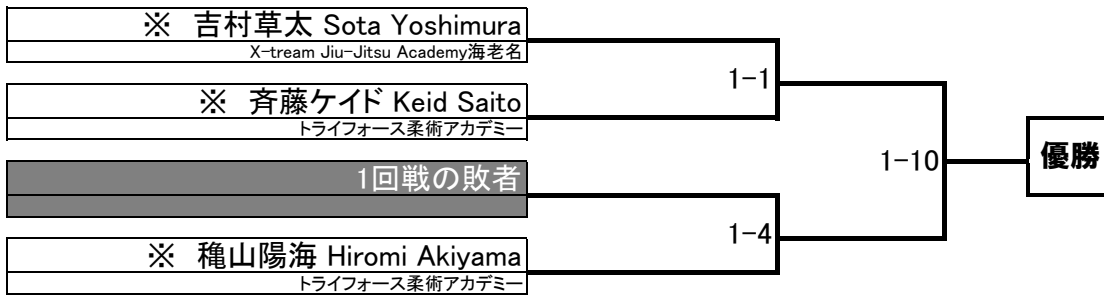 ※ 吉村草太 Sota Yoshimura
X-tream Jiu-Jitsu Academy海老名
1-1
※ 斉藤ケイド Keid Saito
トライフォース柔術アカデミー
1-10
優勝
1回戦の敗者
1-4
※ 穐山陽海 Hiromi Akiyama
トライフォース柔術アカデミー